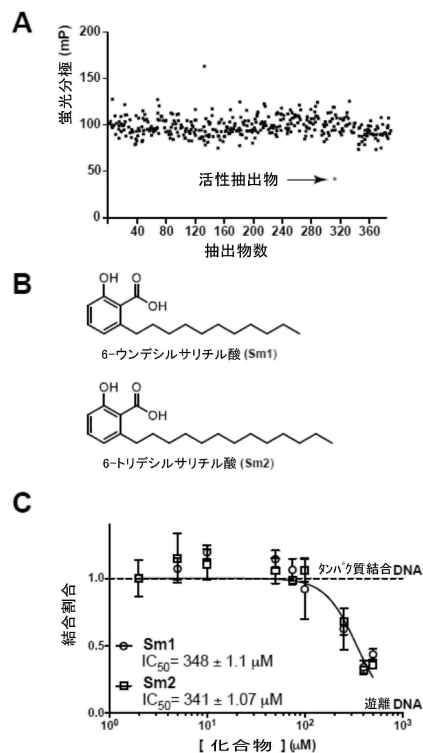 A
蛍光分極 (mP)
200
150
100
50
0
活性抽出物
40 80 120 160 200 240 280 320 360
抽出物数
B
OH
O
OH
6-ウンデシルサリチル酸 (Sm1)
OH
O
OH
6-トリデシルサリチル酸 (Sm2)
C
結合割合
1.0
0.5
0.0
タンパク質結合DNA
Sm1
IC50= 348 ± 1.1 µM
Sm2
IC50= 341 ± 1.07 µM
遊離DNA
10⁰ 10¹ 10² 10³
[ 化合物 ] (µM)